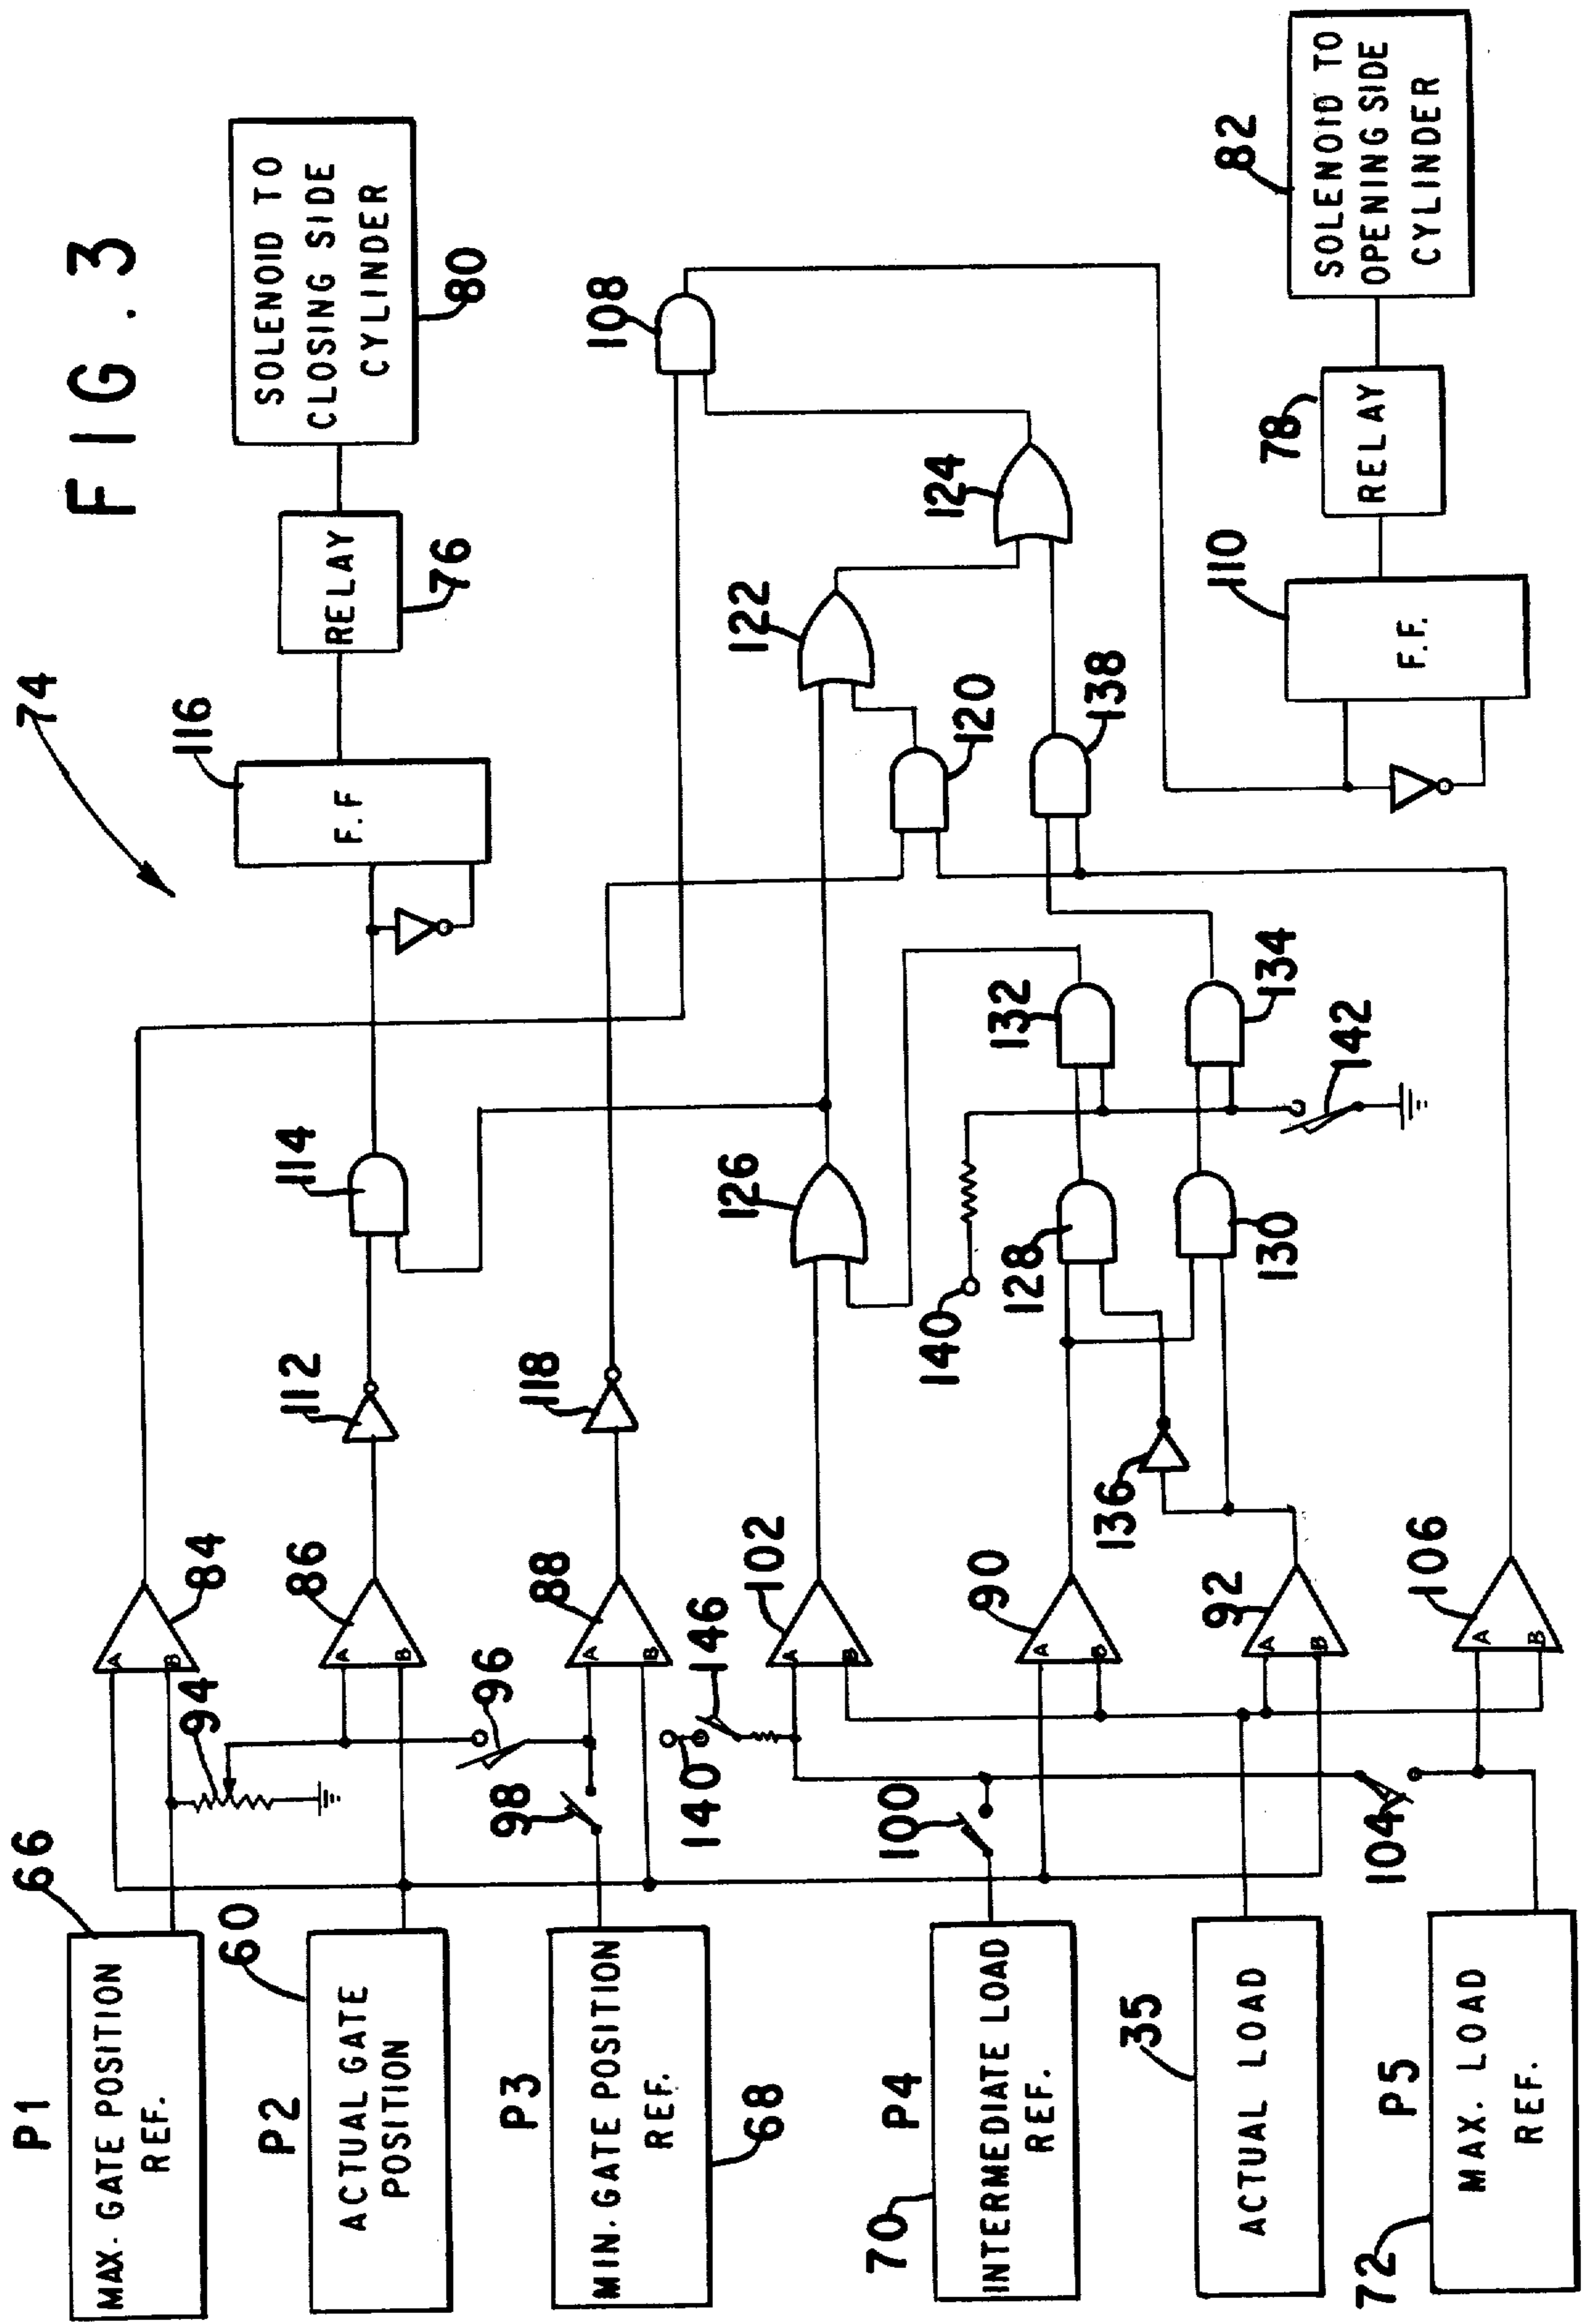 FIG. 3
74
P1
66
MAX. GATE POSITION
REF.
P2
60
ACTUAL GATE
POSITION
P3
MIN. GATE POSITION
REF.
68
P4
70
INTERMEDIATE LOAD
REF.
35
ACTUAL LOAD
P5
72
MAX. LOAD
REF.
94
96
98
140
146
100
104
A
B
84
A
B
86
A
B
88
A
B
102
A
B
90
A
B
92
A
B
106
112
118
136
114
126
140
128
130
132
134
142
116
F.F
120
138
122
124
108
RELAY
76
SOLENOID TO
CLOSING SIDE
CYLINDER
80
110
F.F.
78
RELAY
82
SOLENOID TO
OPENING SIDE
CYLINDER